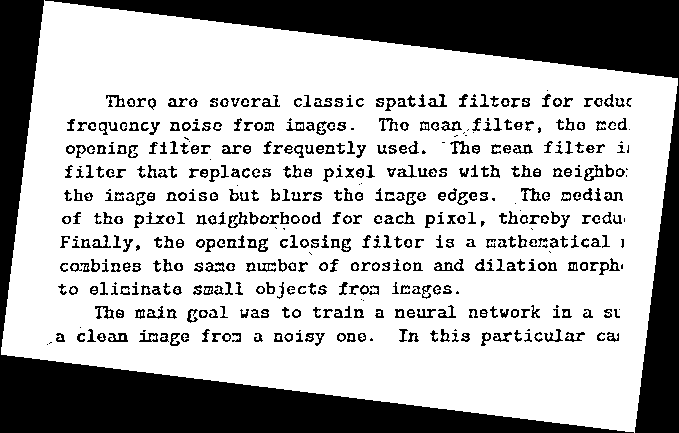 There are several classic spatial filters for reduc
frequency noise from images. The mean filter, the med
opening filter are frequently used. The mean filter i
filter that replaces the pixel values with the neighbo
the image noise but blurs the image edges. The median
of the pixel neighborhood for each pixel, thereby redu
Finally, the opening closing filter is a mathematical
combines the same number of erosion and dilation morph
to eliminate small objects from images.
The main goal was to train a neural network in a su
a clean image from a noisy one. In this particular ca